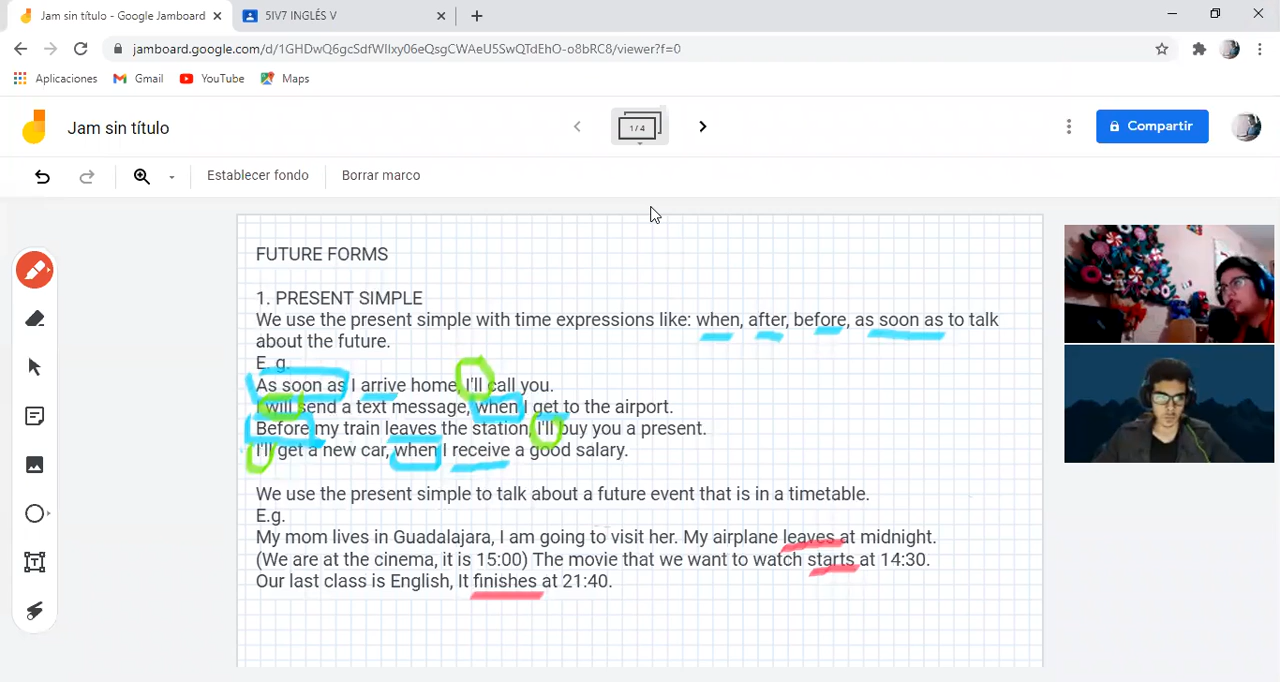 Jam sin título - Google Jamboard
5IV7 INGLÉS V
jamboard.google.com/d/1GHDwQ6gcSdfWIIxy06eQsgCWAeU5SwQTdEhO-o8bRC8/viewer?f=0
Aplicaciones Gmail YouTube Maps
Jam sin título
1/4
Compartir
Establecer fondo Borrar marco
FUTURE FORMS
1. PRESENT SIMPLE
We use the present simple with time expressions like: when, after, before, as soon as to talk
about the future.
E. g.
As soon as I arrive home, I'll call you.
I will send a text message, when I get to the airport.
Before my train leaves the station, I'll buy you a present.
I'll get a new car, when I receive a good salary.
We use the present simple to talk about a future event that is in a timetable.
E.g.
My mom lives in Guadalajara, I am going to visit her. My airplane leaves at midnight.
(We are at the cinema, it is 15:00) The movie that we want to watch starts at 14:30.
Our last class is English, It finishes at 21:40.